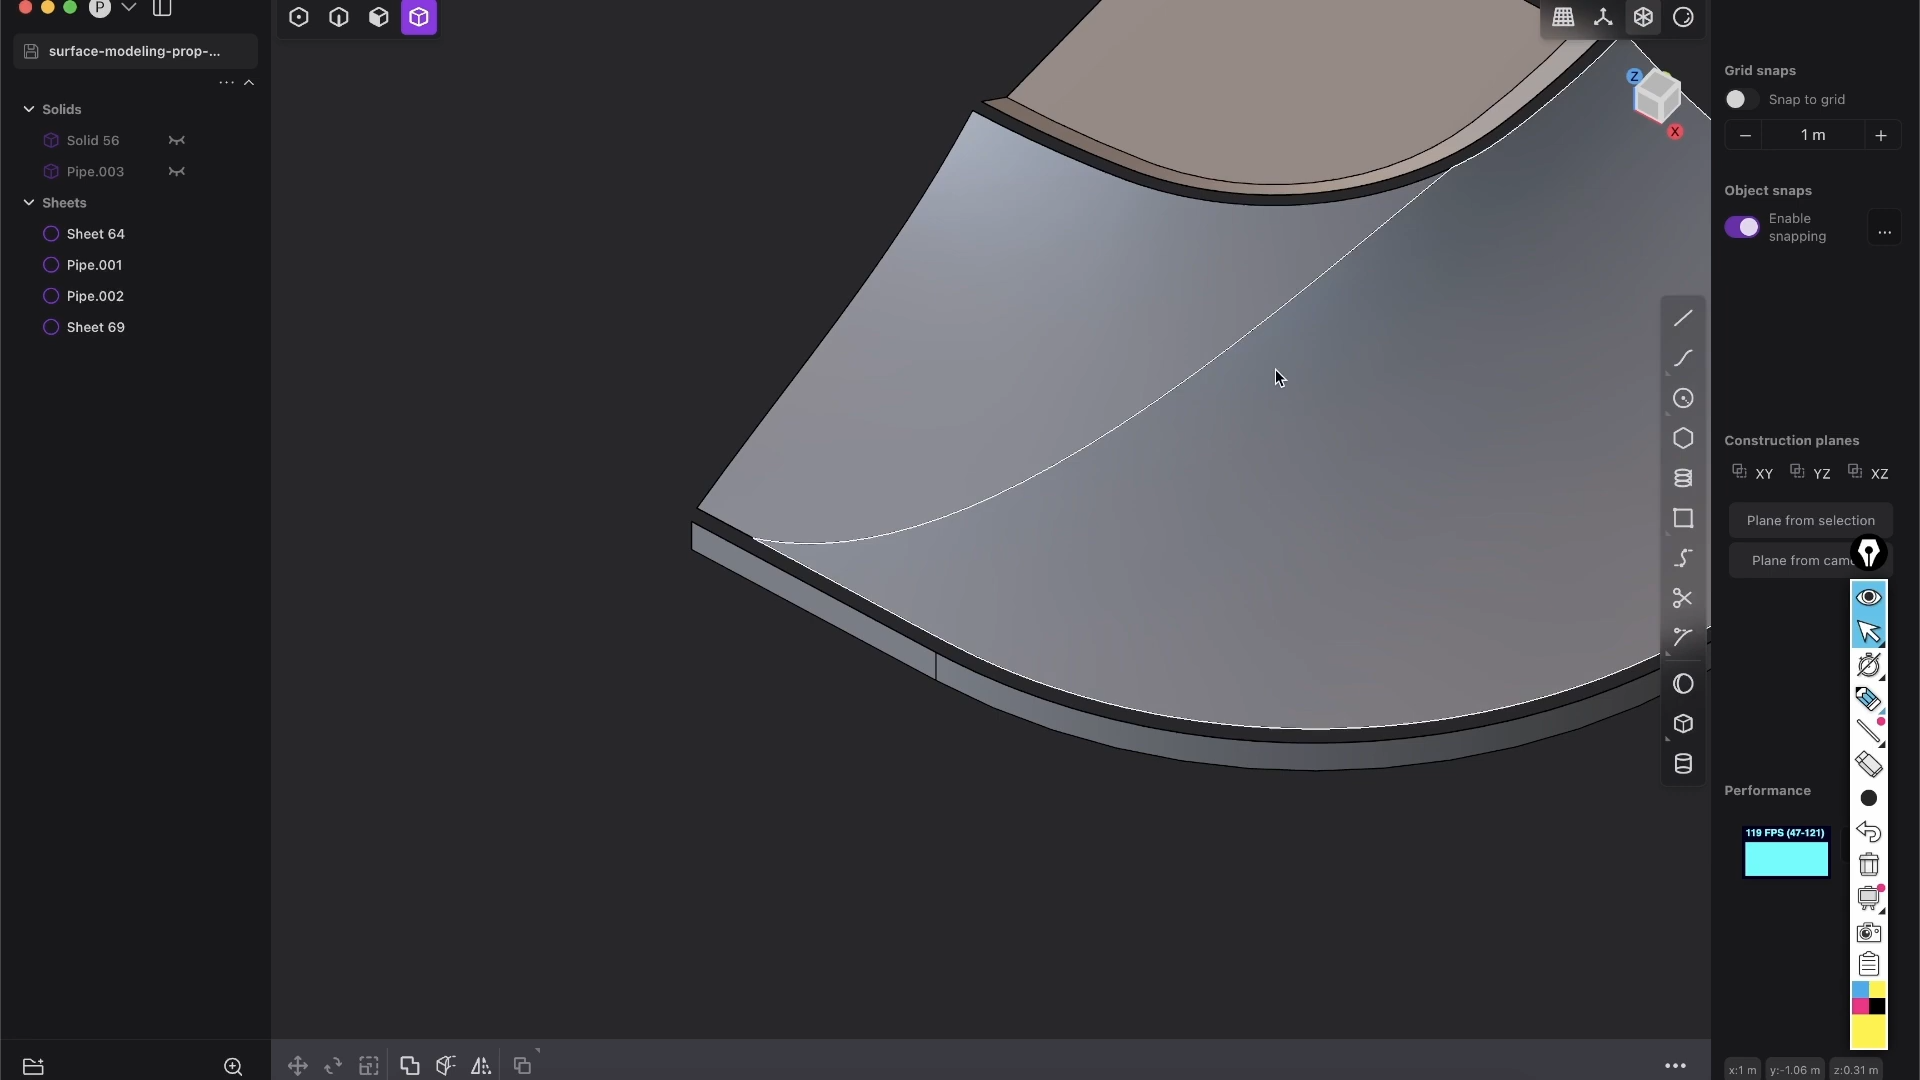 P
surface-modeling-prop-...
Solids
Solid 56
Pipe.003
Sheets
Sheet 64
Pipe.001
Pipe.002
Sheet 69
Z
X
Grid snaps
Snap to grid
1 m
Object snaps
Enable
snapping
...
Construction planes
XY
YZ
XZ
Plane from selection
Plane from came
Performance
119 FPS (47-121)
x:1 m
y:-1.06 m
z:0.31 m